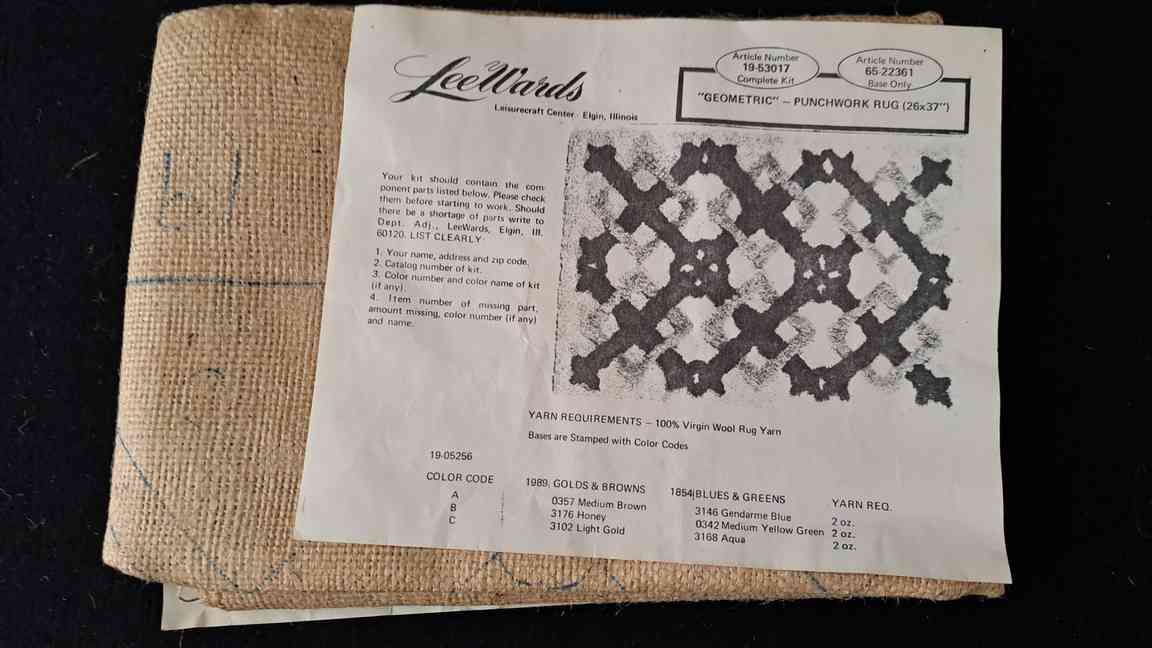 LeeWards
Leisurecraft Center · Elgin, Illinois
Article Number
19-53017
Complete Kit
Article Number
65-22361
Base Only
"GEOMETRIC" – PUNCHWORK RUG (26x37")
Your kit should contain the com
ponent parts listed below. Please check
them before starting to work. Should
there be a shortage of parts write to
Dept. Adj., LeeWards, Elgin, Ill.
60120. LIST CLEARLY
1. Your name, address and zip code.
2. Catalog number of kit.
3. Color number and color name of kit
(if any).
4. Item number of missing part,
amount missing, color number (if any)
and name.
YARN REQUIREMENTS – 100% Virgin Wool Rug Yarn
Bases are Stamped with Color Codes
19-05256
COLOR CODE 1989, GOLDS & BROWNS 1854 BLUES & GREENS YARN REQ.
A 0357 Medium Brown 3146 Gendarme Blue 2 oz.
B 3176 Honey 0342 Medium Yellow Green 2 oz.
C 3102 Light Gold 3168 Aqua 2 oz.